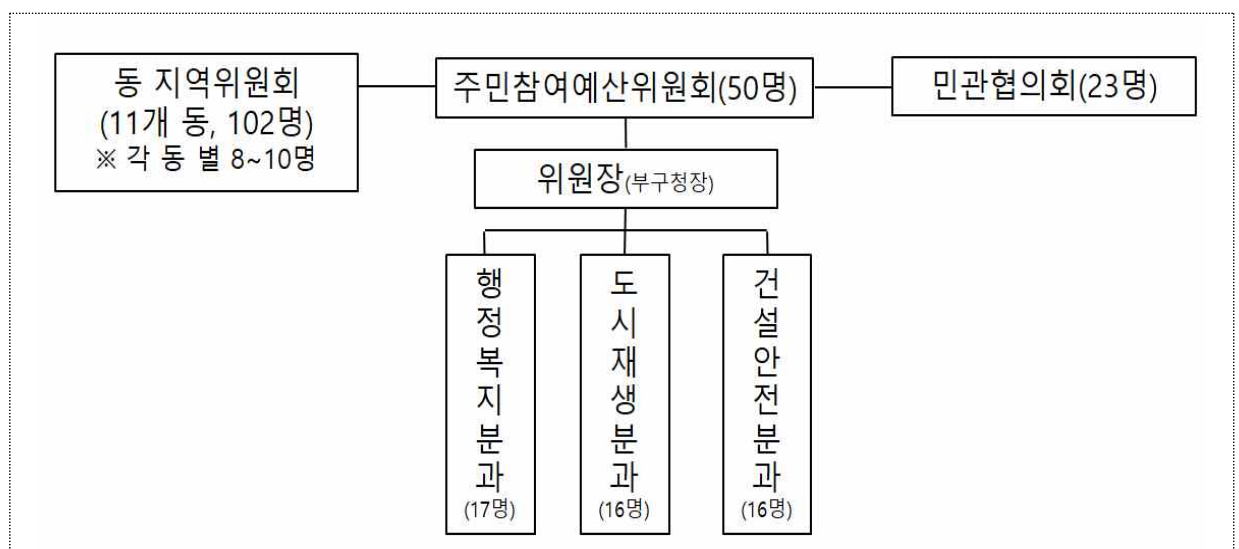 동 지역위원회
(11개 동, 102명)
※ 각 동 별 8~10명
주민참여예산위원회(50명)
민관협의회(23명)
위원장(부구청장)
행정복지분과
(17명)
도시재생분과
(16명)
건설안전분과
(16명)